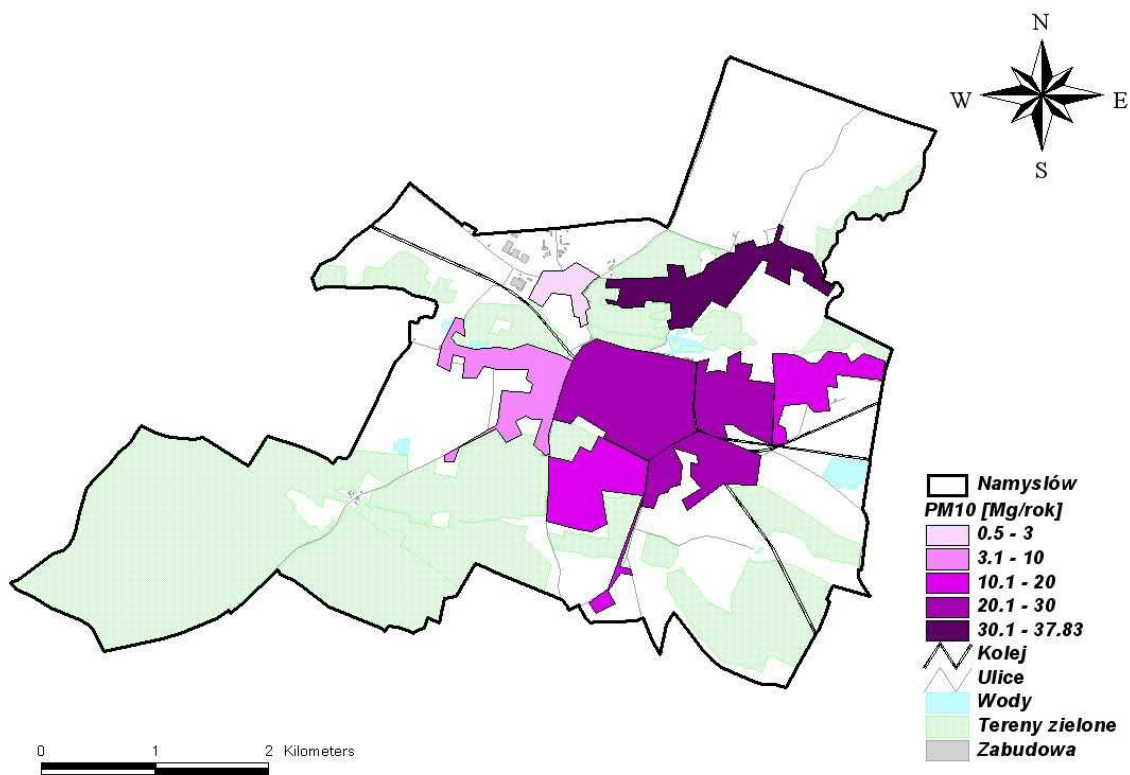 N
W E
S
Namysłów
PM10 [Mg/rok]
0.5 - 3
3.1 - 10
10.1 - 20
20.1 - 30
30.1 - 37.83
Kolej
Ulice
Wody
Tereny zielone
Zabudowa
0 1 2 Kilometers